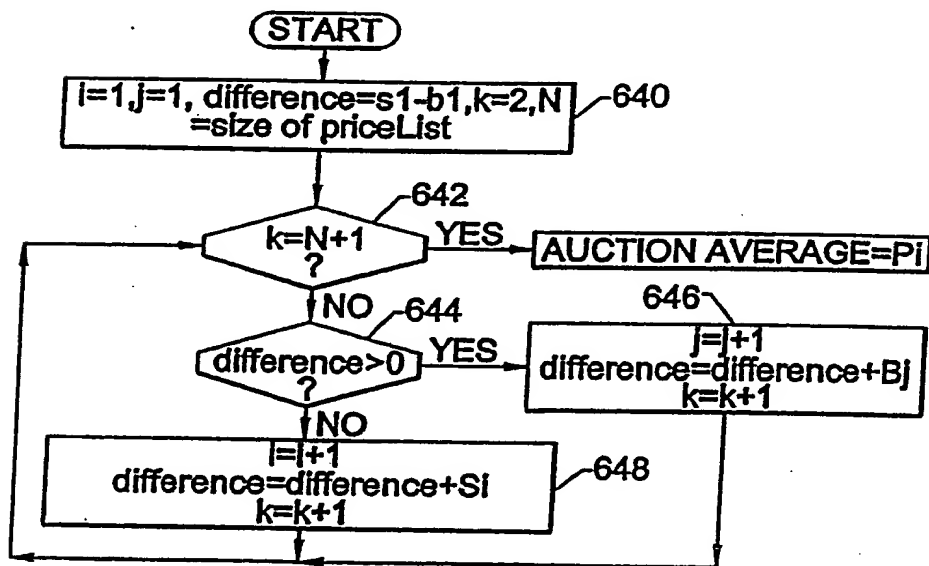 START
i=1,j=1, difference=s1-b1,k=2,N
=size of priceList
640
642
k=N+1
?
YES
AUCTION AVERAGE=Pi
NO
644
646
difference>0
?
YES
j=j+1
difference=difference+Bj
k=k+1
NO
i=i+1
difference=difference+Si
k=k+1
648